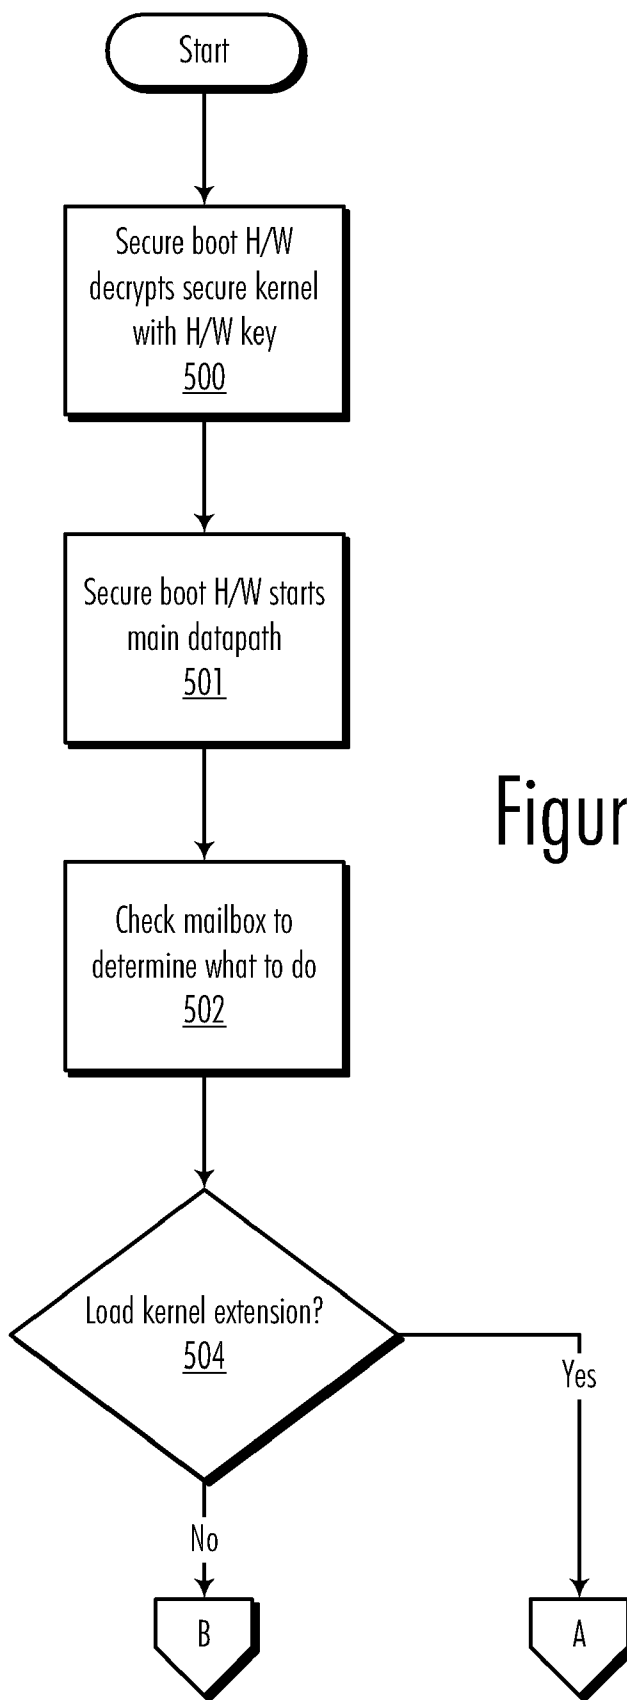 Start
Secure boot H/W
decrypts secure kernel
with H/W key
500
Secure boot H/W starts
main datapath
501
Figur
Check mailbox to
determine what to do
502
Load kernel extension?
504
Yes
No
B
A